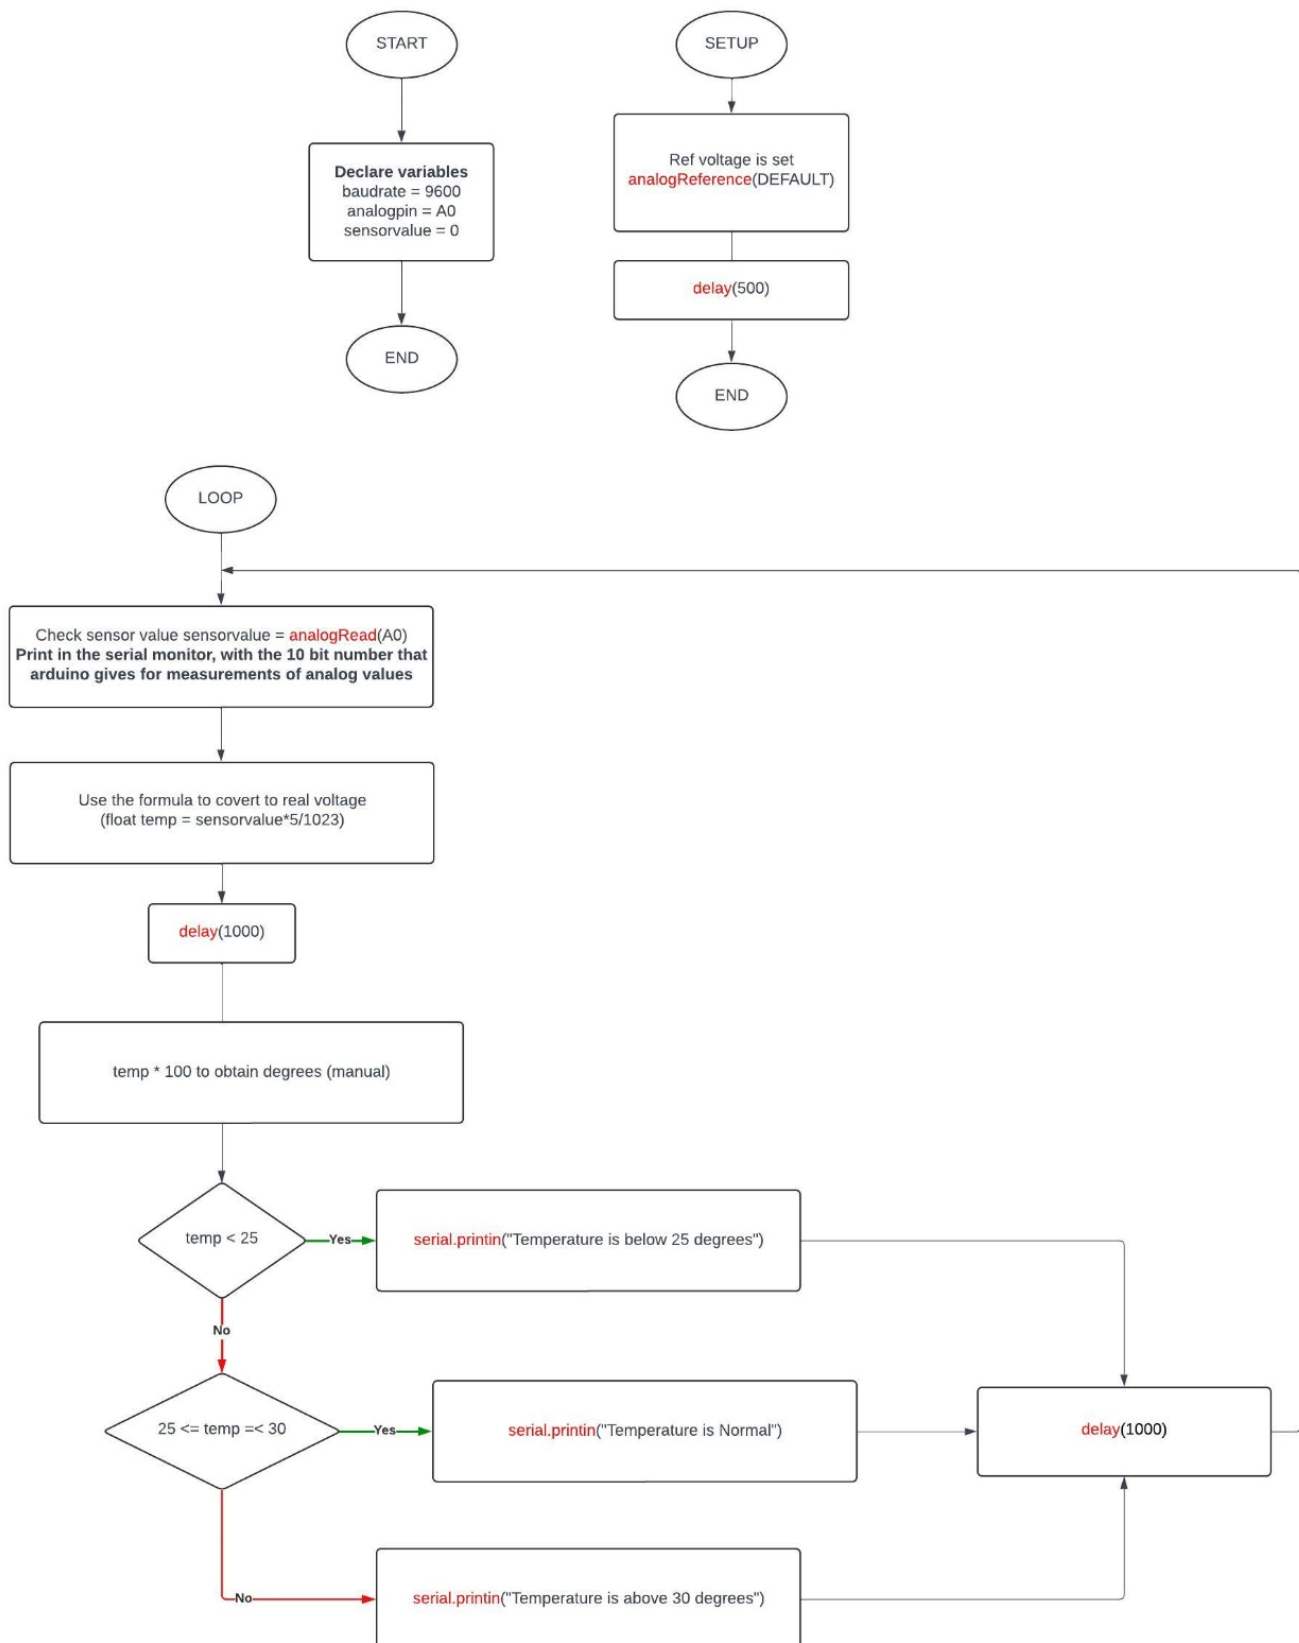 START
Declare variables
baudrate = 9600
analogpin = A0
sensorvalue = 0
END
SETUP
Ref voltage is set
analogReference(DEFAULT)
delay(500)
END
LOOP
Check sensor value sensorvalue = analogRead(A0)
Print in the serial monitor, with the 10 bit number that
arduino gives for measurements of analog values
Use the formula to covert to real voltage
(float temp = sensorvalue*5/1023)
delay(1000)
temp * 100 to obtain degrees (manual)
temp < 25
Yes
serial.printin("Temperature is below 25 degrees")
No
25 <= temp =< 30
Yes
serial.printin("Temperature is Normal")
delay(1000)
No
serial.printin("Temperature is above 30 degrees")